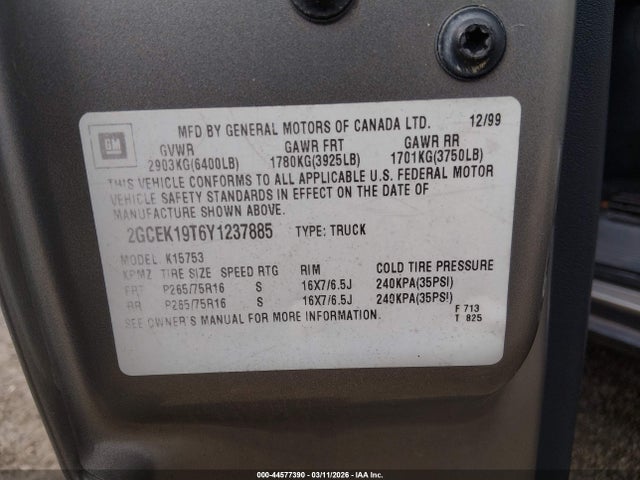 GM
MFD BY GENERAL MOTORS OF CANADA LTD. 12/99
GVWR GAWR FRT GAWR RR
2903KG(6400LB) 1780KG(3925LB) 1701KG(3750LB)
THIS VEHICLE CONFORMS TO ALL APPLICABLE U.S. FEDERAL MOTOR
VEHICLE SAFETY STANDARDS IN EFFECT ON THE DATE OF
MANUFACTURE SHOWN ABOVE.
2GCEK19T6Y1237885 TYPE: TRUCK
MODEL K15753
KPMZ TIRE SIZE SPEED RTG RIM COLD TIRE PRESSURE
FRT P265/75R16 S 16X7/6.5J 240KPA(35PSI)
RR P265/75R16 S 16X7/6.5J 240KPA(35PSI)
SEE OWNER'S MANUAL FOR MORE INFORMATION.
F 713
T 825
000-44577390 - 03/11/2026 - IAA Inc.